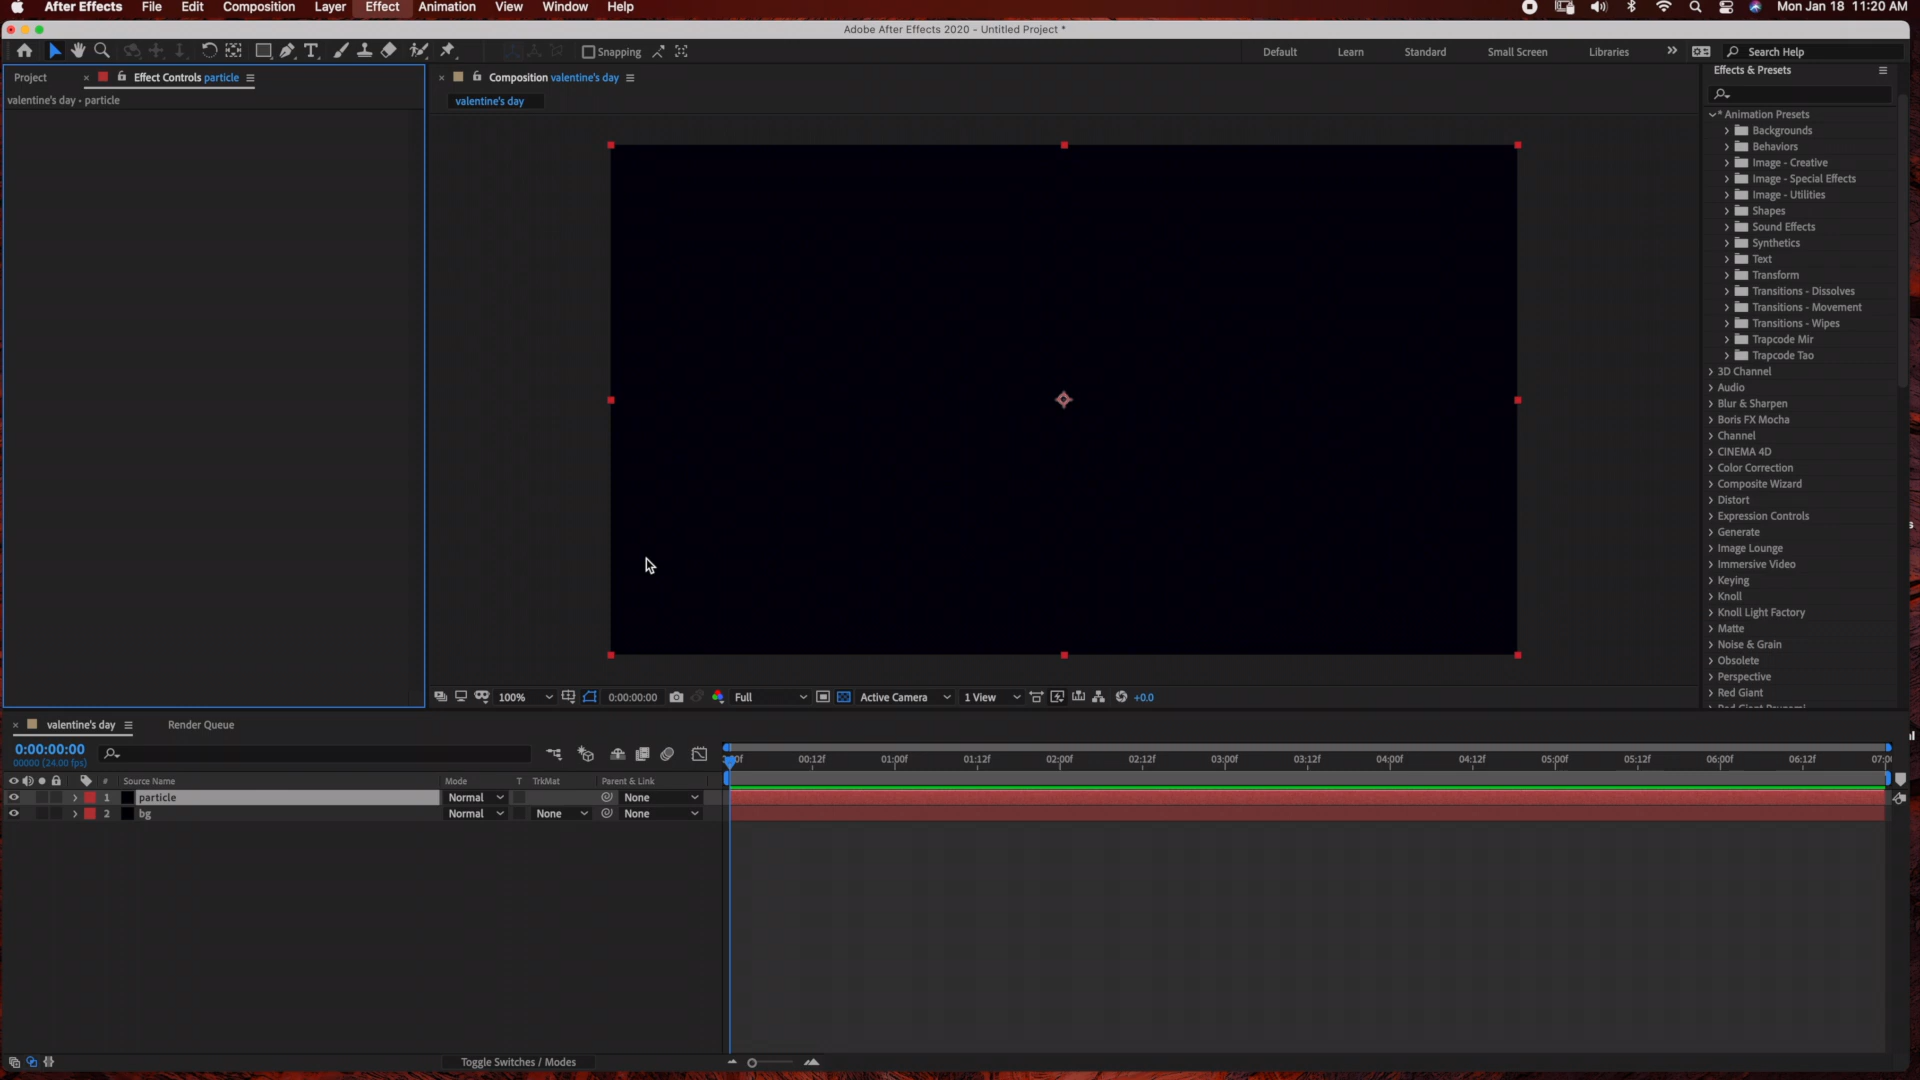 After Effects File Edit Composition Layer Effect Animation View Window Help
Mon Jan 18 11:20 AM
Adobe After Effects 2020 - Untitled Project *
Snapping
Default Learn Standard Small Screen Libraries Search Help
Project Effect Controls particle
valentine's day • particle
Composition valentine's day
valentine's day
Effects & Presets
* Animation Presets
Backgrounds
Behaviors
Image - Creative
Image - Special Effects
Image - Utilities
Shapes
Sound Effects
Synthetics
Text
Transform
Transitions - Dissolves
Transitions - Movement
Transitions - Wipes
Trapcode Mir
Trapcode Tao
3D Channel
Audio
Blur & Sharpen
Boris FX Mocha
Channel
CINEMA 4D
Color Correction
Composite Wizard
Distort
Expression Controls
Generate
Image Lounge
Immersive Video
Keying
Knoll
Knoll Light Factory
Matte
Noise & Grain
Obsolete
Perspective
Red Giant
100% 0:00:00:00 Full Active Camera 1 View +0.0
valentine's day Render Queue
0:00:00:00
00000 (24.00 fps)
00:12f 01:00f 01:12f 02:00f 02:12f 03:00f 03:12f 04:00f 04:12f 05:00f 05:12f 06:00f 06:12f
# Source Name Mode T TrkMat Parent & Link
1 particle Normal None
2 bg Normal None None
Toggle Switches / Modes